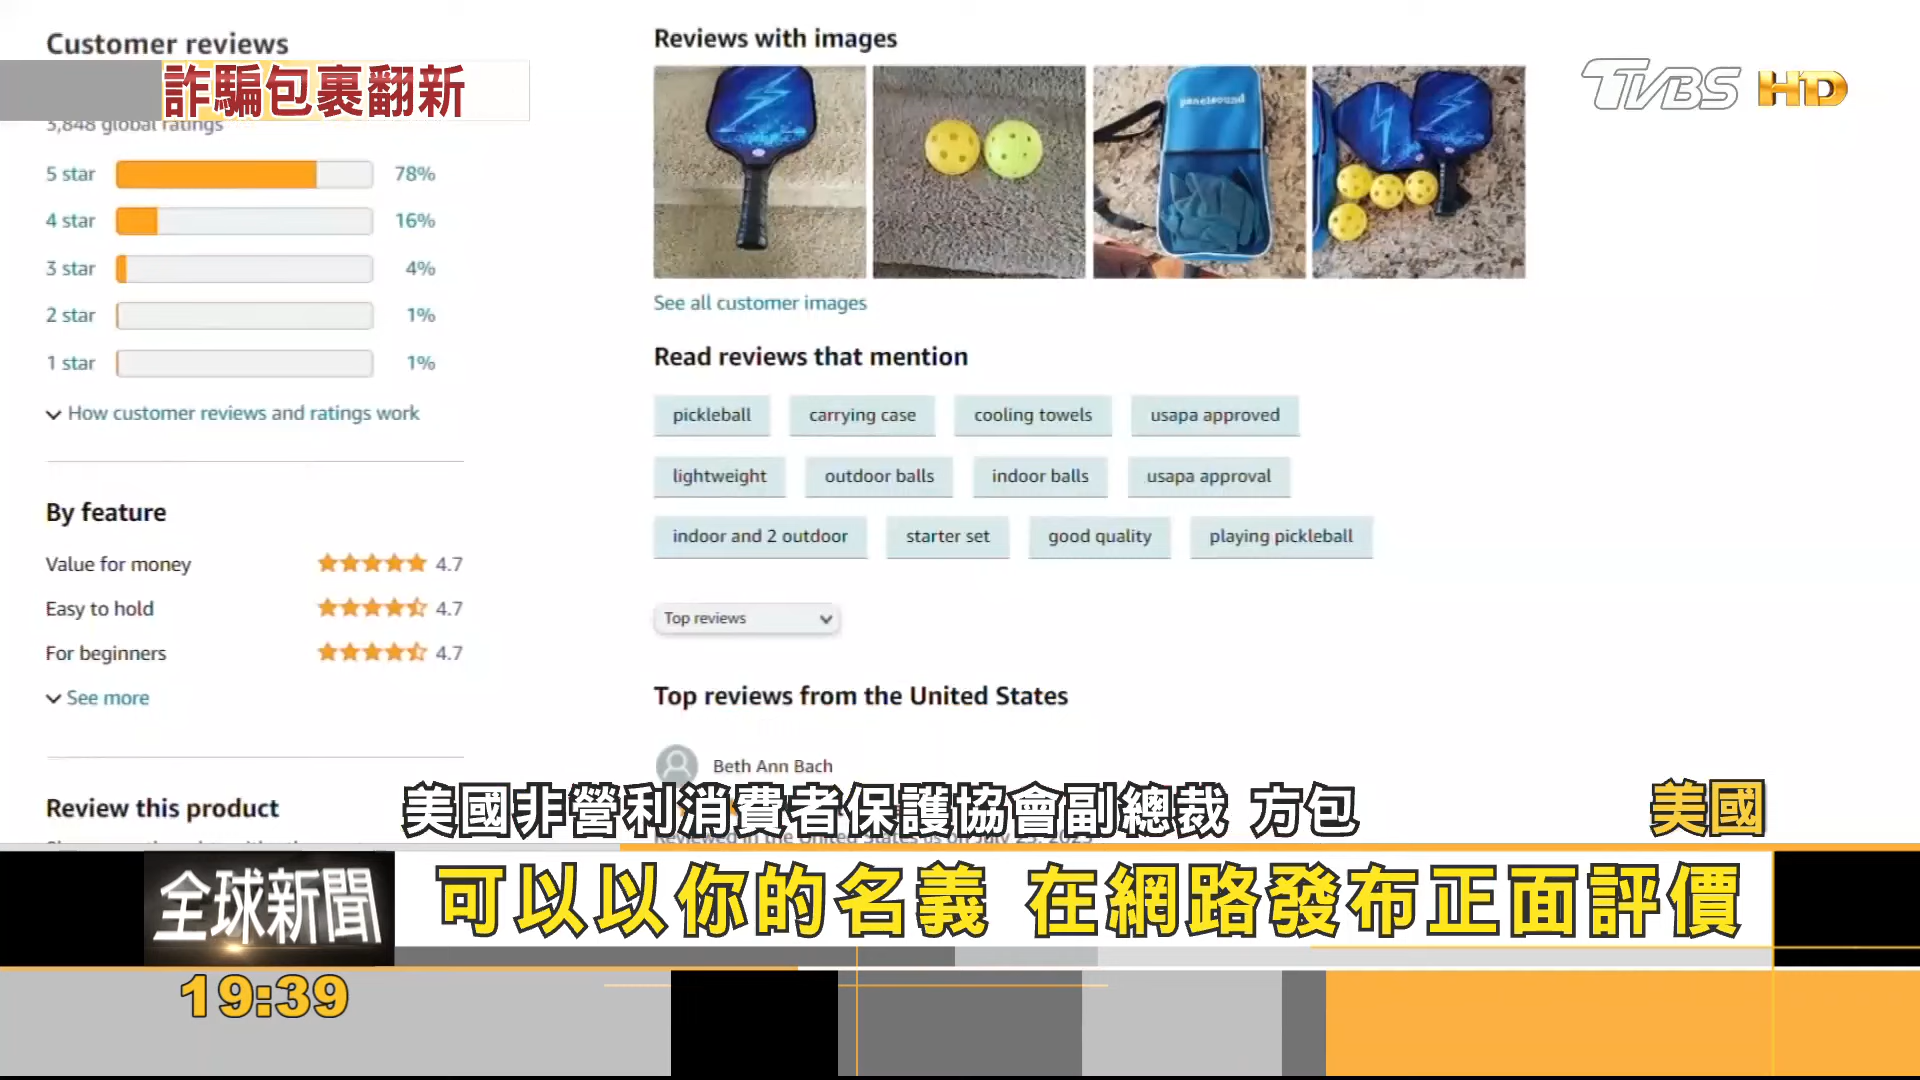 Customer reviews
詐騙包裹翻新
3,848 global ratings
5 star 78%
4 star 16%
3 star 4%
2 star 1%
1 star 1%
How customer reviews and ratings work
By feature
Value for money 4.7
Easy to hold 4.7
For beginners 4.7
See more
Review this product
Reviews with images
TVBS HD
panelsound
See all customer images
Read reviews that mention
pickleball carrying case cooling towels usapa approved
lightweight outdoor balls indoor balls usapa approval
indoor and 2 outdoor starter set good quality playing pickleball
Top reviews
Top reviews from the United States
Beth Ann Bach
美國非營利消費者保護協會副總裁 方包
美國
全球新聞
可以以你的名義 在網路發布正面評價
19:39